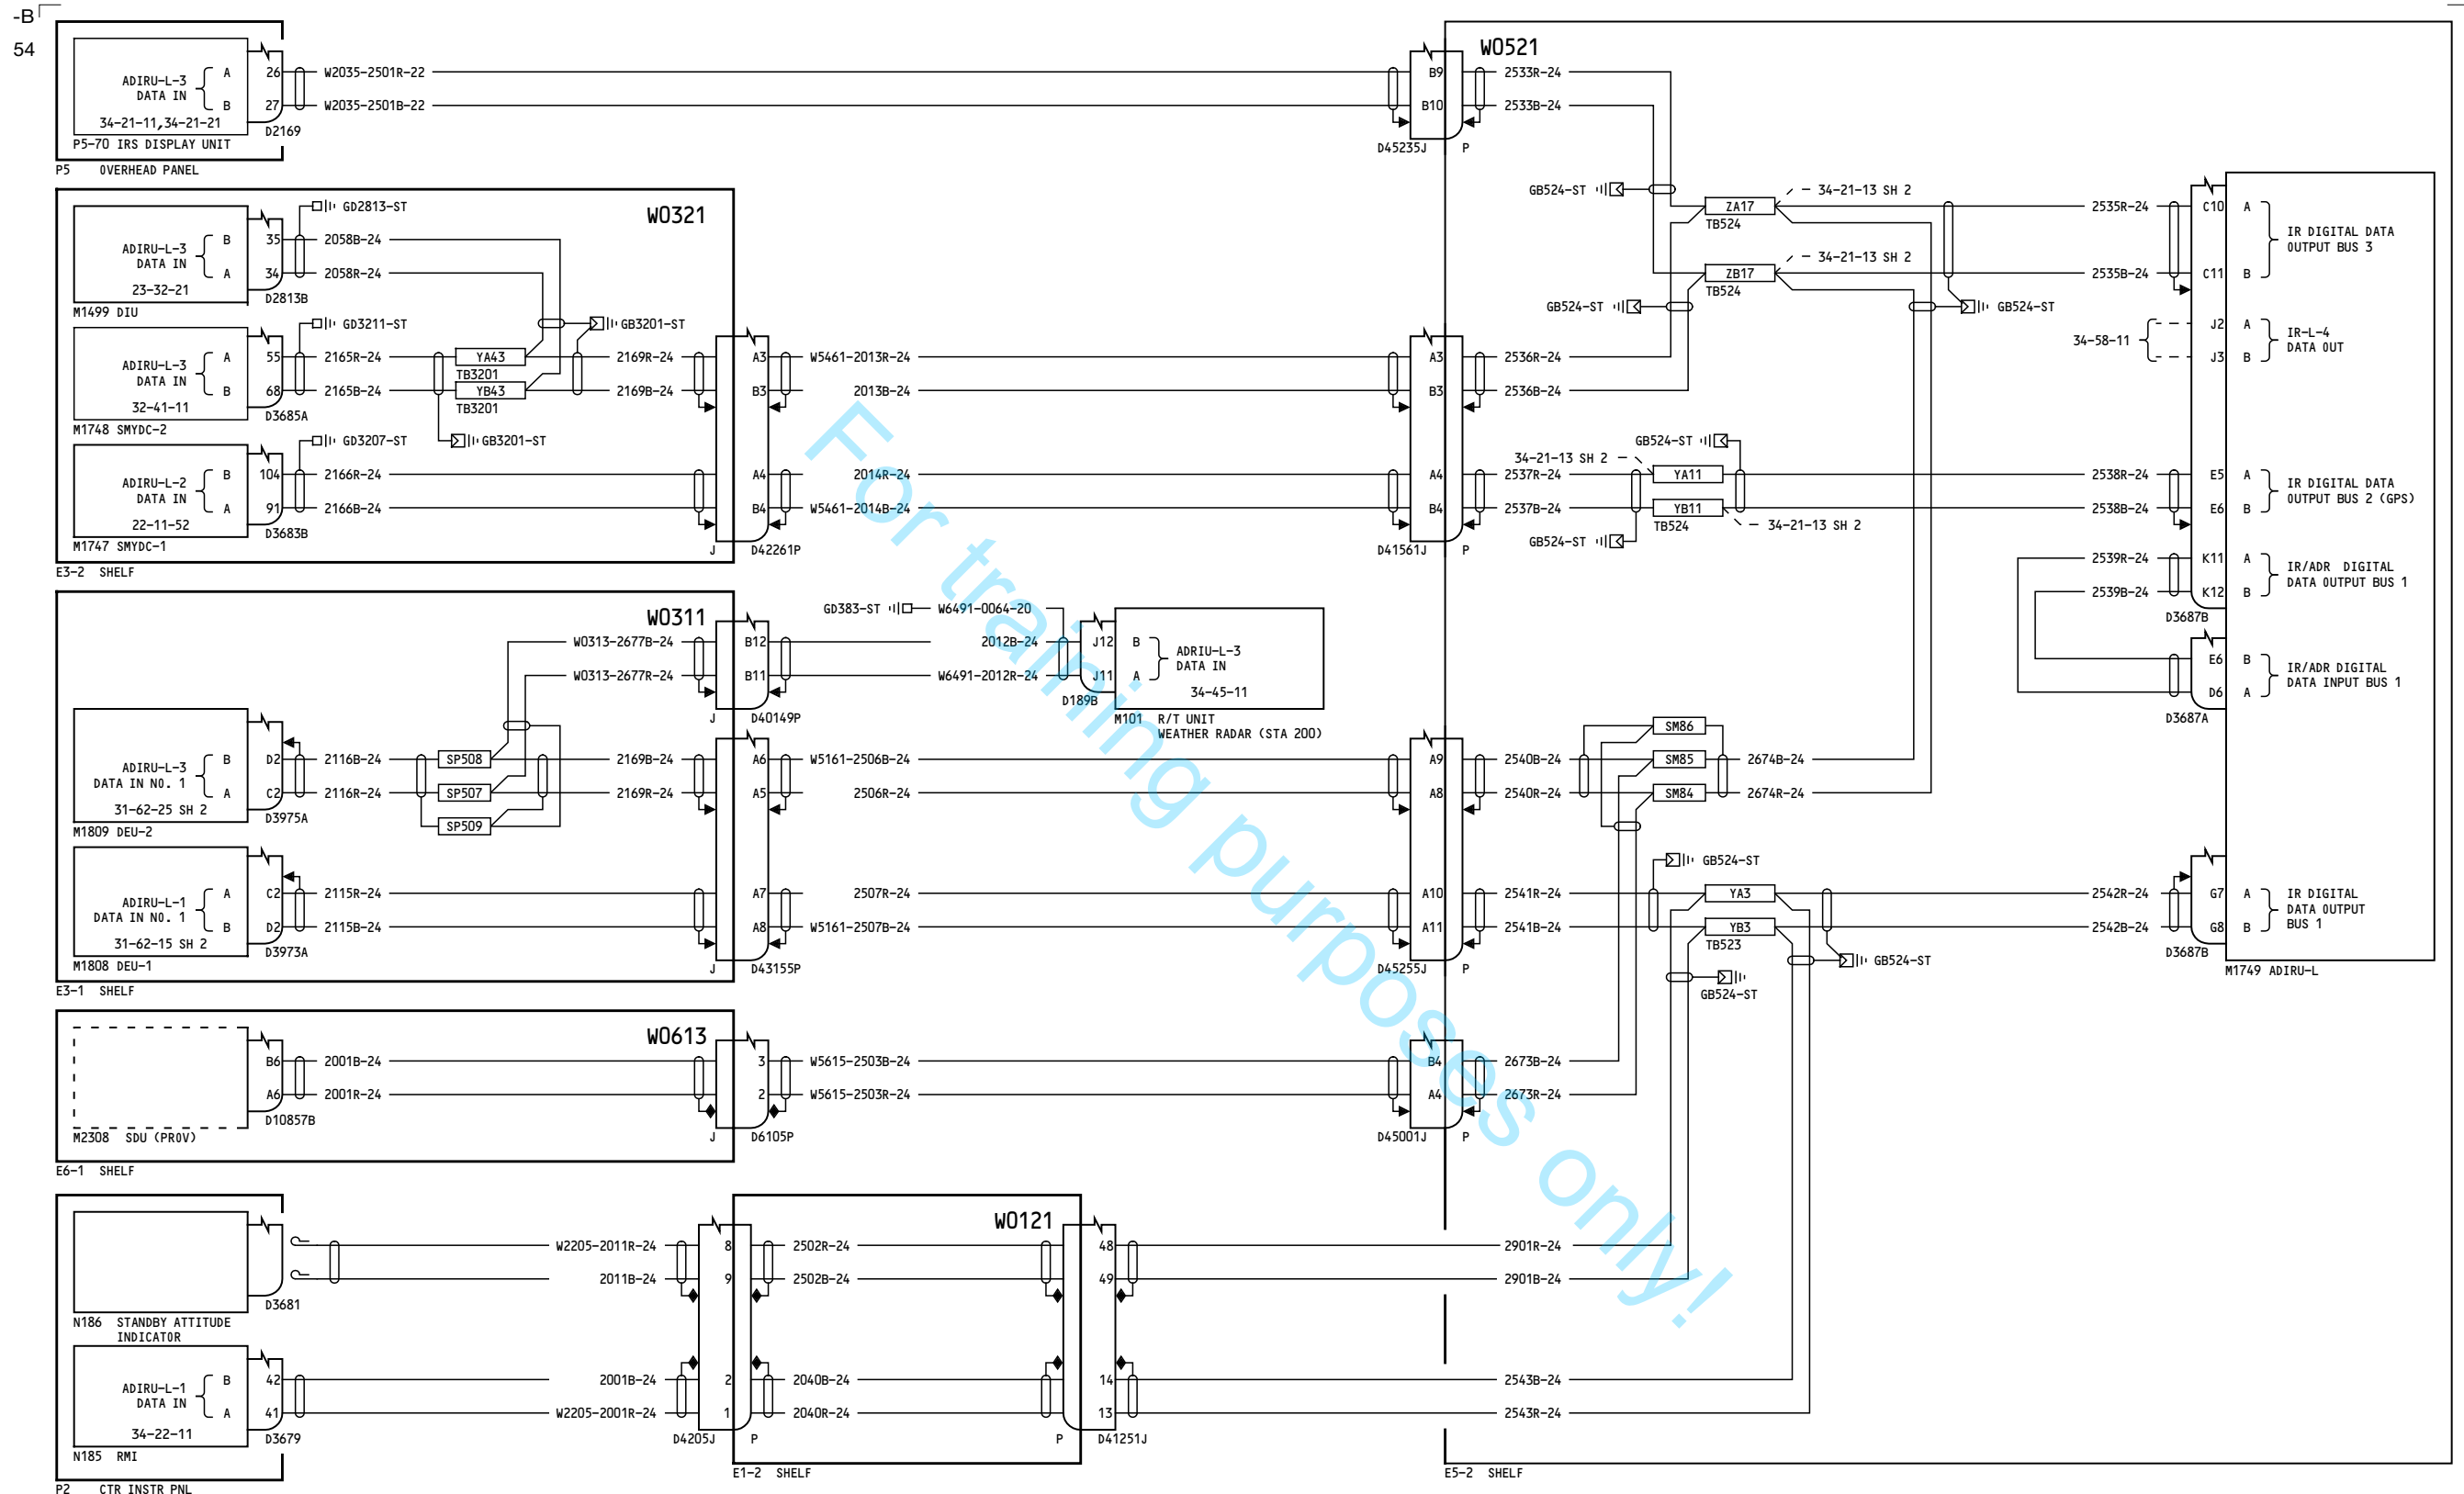 -B
54
ADIRU-L-3
DATA IN
A
B
26
27
34-21-11,34-21-21
D2169
P5-70 IRS DISPLAY UNIT
P5 OVERHEAD PANEL
W2035-2501R-22
W2035-2501B-22
B9
B10
D45235J P
W0521
2533R-24
2533B-24
W0321
ADIRU-L-3
DATA IN
B
A
35
34
23-32-21
D2813B
M1499 DIU
GD2813-ST
2058B-24
2058R-24
ADIRU-L-3
DATA IN
A
B
55
68
32-41-11
D3685A
M1748 SMYDC-2
GD3211-ST
2165R-24
2165B-24
YA43
TB3201
YB43
TB3201
GB3201-ST
GB3201-ST
2169R-24
2169B-24
ADIRU-L-2
DATA IN
B
A
104
91
22-11-52
D3683B
M1747 SMYDC-1
GD3207-ST
2166R-24
2166B-24
E3-2 SHELF
A3
B3
A4
B4
J D42261P
W5461-2013R-24
2013B-24
2014R-24
W5461-2014B-24
A3
B3
A4
B4
D41561J P
2536R-24
2536B-24
2537R-24
2537B-24
GB524-ST
ZA17
TB524
34-21-13 SH 2
ZB17
TB524
34-21-13 SH 2
GB524-ST
GB524-ST
GB524-ST
34-21-13 SH 2
YA11
YB11
TB524
34-21-13 SH 2
GB524-ST
2535R-24
2535B-24
C10 A
C11 B
IR DIGITAL DATA
OUTPUT BUS 3
34-58-11
J2 A
J3 B
IR-L-4
DATA OUT
2538R-24
2538B-24
E5 A
E6 B
IR DIGITAL DATA
OUTPUT BUS 2 (GPS)
2539R-24
2539B-24
K11 A
K12 B
IR/ADR DIGITAL
DATA OUTPUT BUS 1
D3687B
E6 B
D6 A
IR/ADR DIGITAL
DATA INPUT BUS 1
D3687A
W0311
W0313-2677B-24
W0313-2677R-24
B12
B11
J D40149P
GD383-ST
W6491-0064-20
2012B-24
W6491-2012R-24
J12 B
J11 A
D189B
ADRIU-L-3
DATA IN
34-45-11
M101 R/T UNIT
WEATHER RADAR (STA 200)
ADIRU-L-3
DATA IN NO. 1
B
A
D2
C2
31-62-25 SH 2
D3975A
M1809 DEU-2
2116B-24
2116R-24
SP508
SP507
SP509
2169B-24
2169R-24
A6
A5
W5161-2506B-24
2506R-24
A9
A8
2540B-24
2540R-24
SM86
SM85
SM84
2674B-24
2674R-24
ADIRU-L-1
DATA IN NO. 1
A
B
C2
D2
31-62-15 SH 2
D3973A
M1808 DEU-1
E3-1 SHELF
2115R-24
2115B-24
A7
A8
J D43155P
2507R-24
W5161-2507B-24
A10
A11
D45255J P
2541R-24
2541B-24
GB524-ST
YA3
YB3
TB523
GB524-ST
GB524-ST
2542R-24
2542B-24
G7 A
G8 B
D3687B
IR DIGITAL
DATA OUTPUT
BUS 1
M1749 ADIRU-L
W0613
B6
A6
D10857B
M2308 SDU (PROV)
E6-1 SHELF
2001B-24
2001R-24
3
2
J D6105P
W5615-2503B-24
W5615-2503R-24
B4
A4
D45001J P
2673B-24
2673R-24
D3681
N186 STANDBY ATTITUDE
INDICATOR
W2205-2011R-24
2011B-24
8
9
2502R-24
2502B-24
W0121
48
49
2901R-24
2901B-24
ADIRU-L-1
DATA IN
B
A
42
41
34-22-11
D3679
N185 RMI
P2 CTR INSTR PNL
2001B-24
W2205-2001R-24
2
1
D4205J P
2040B-24
2040R-24
14
13
P D41251J
E1-2 SHELF
2543B-24
2543R-24
E5-2 SHELF
For training purposes only!